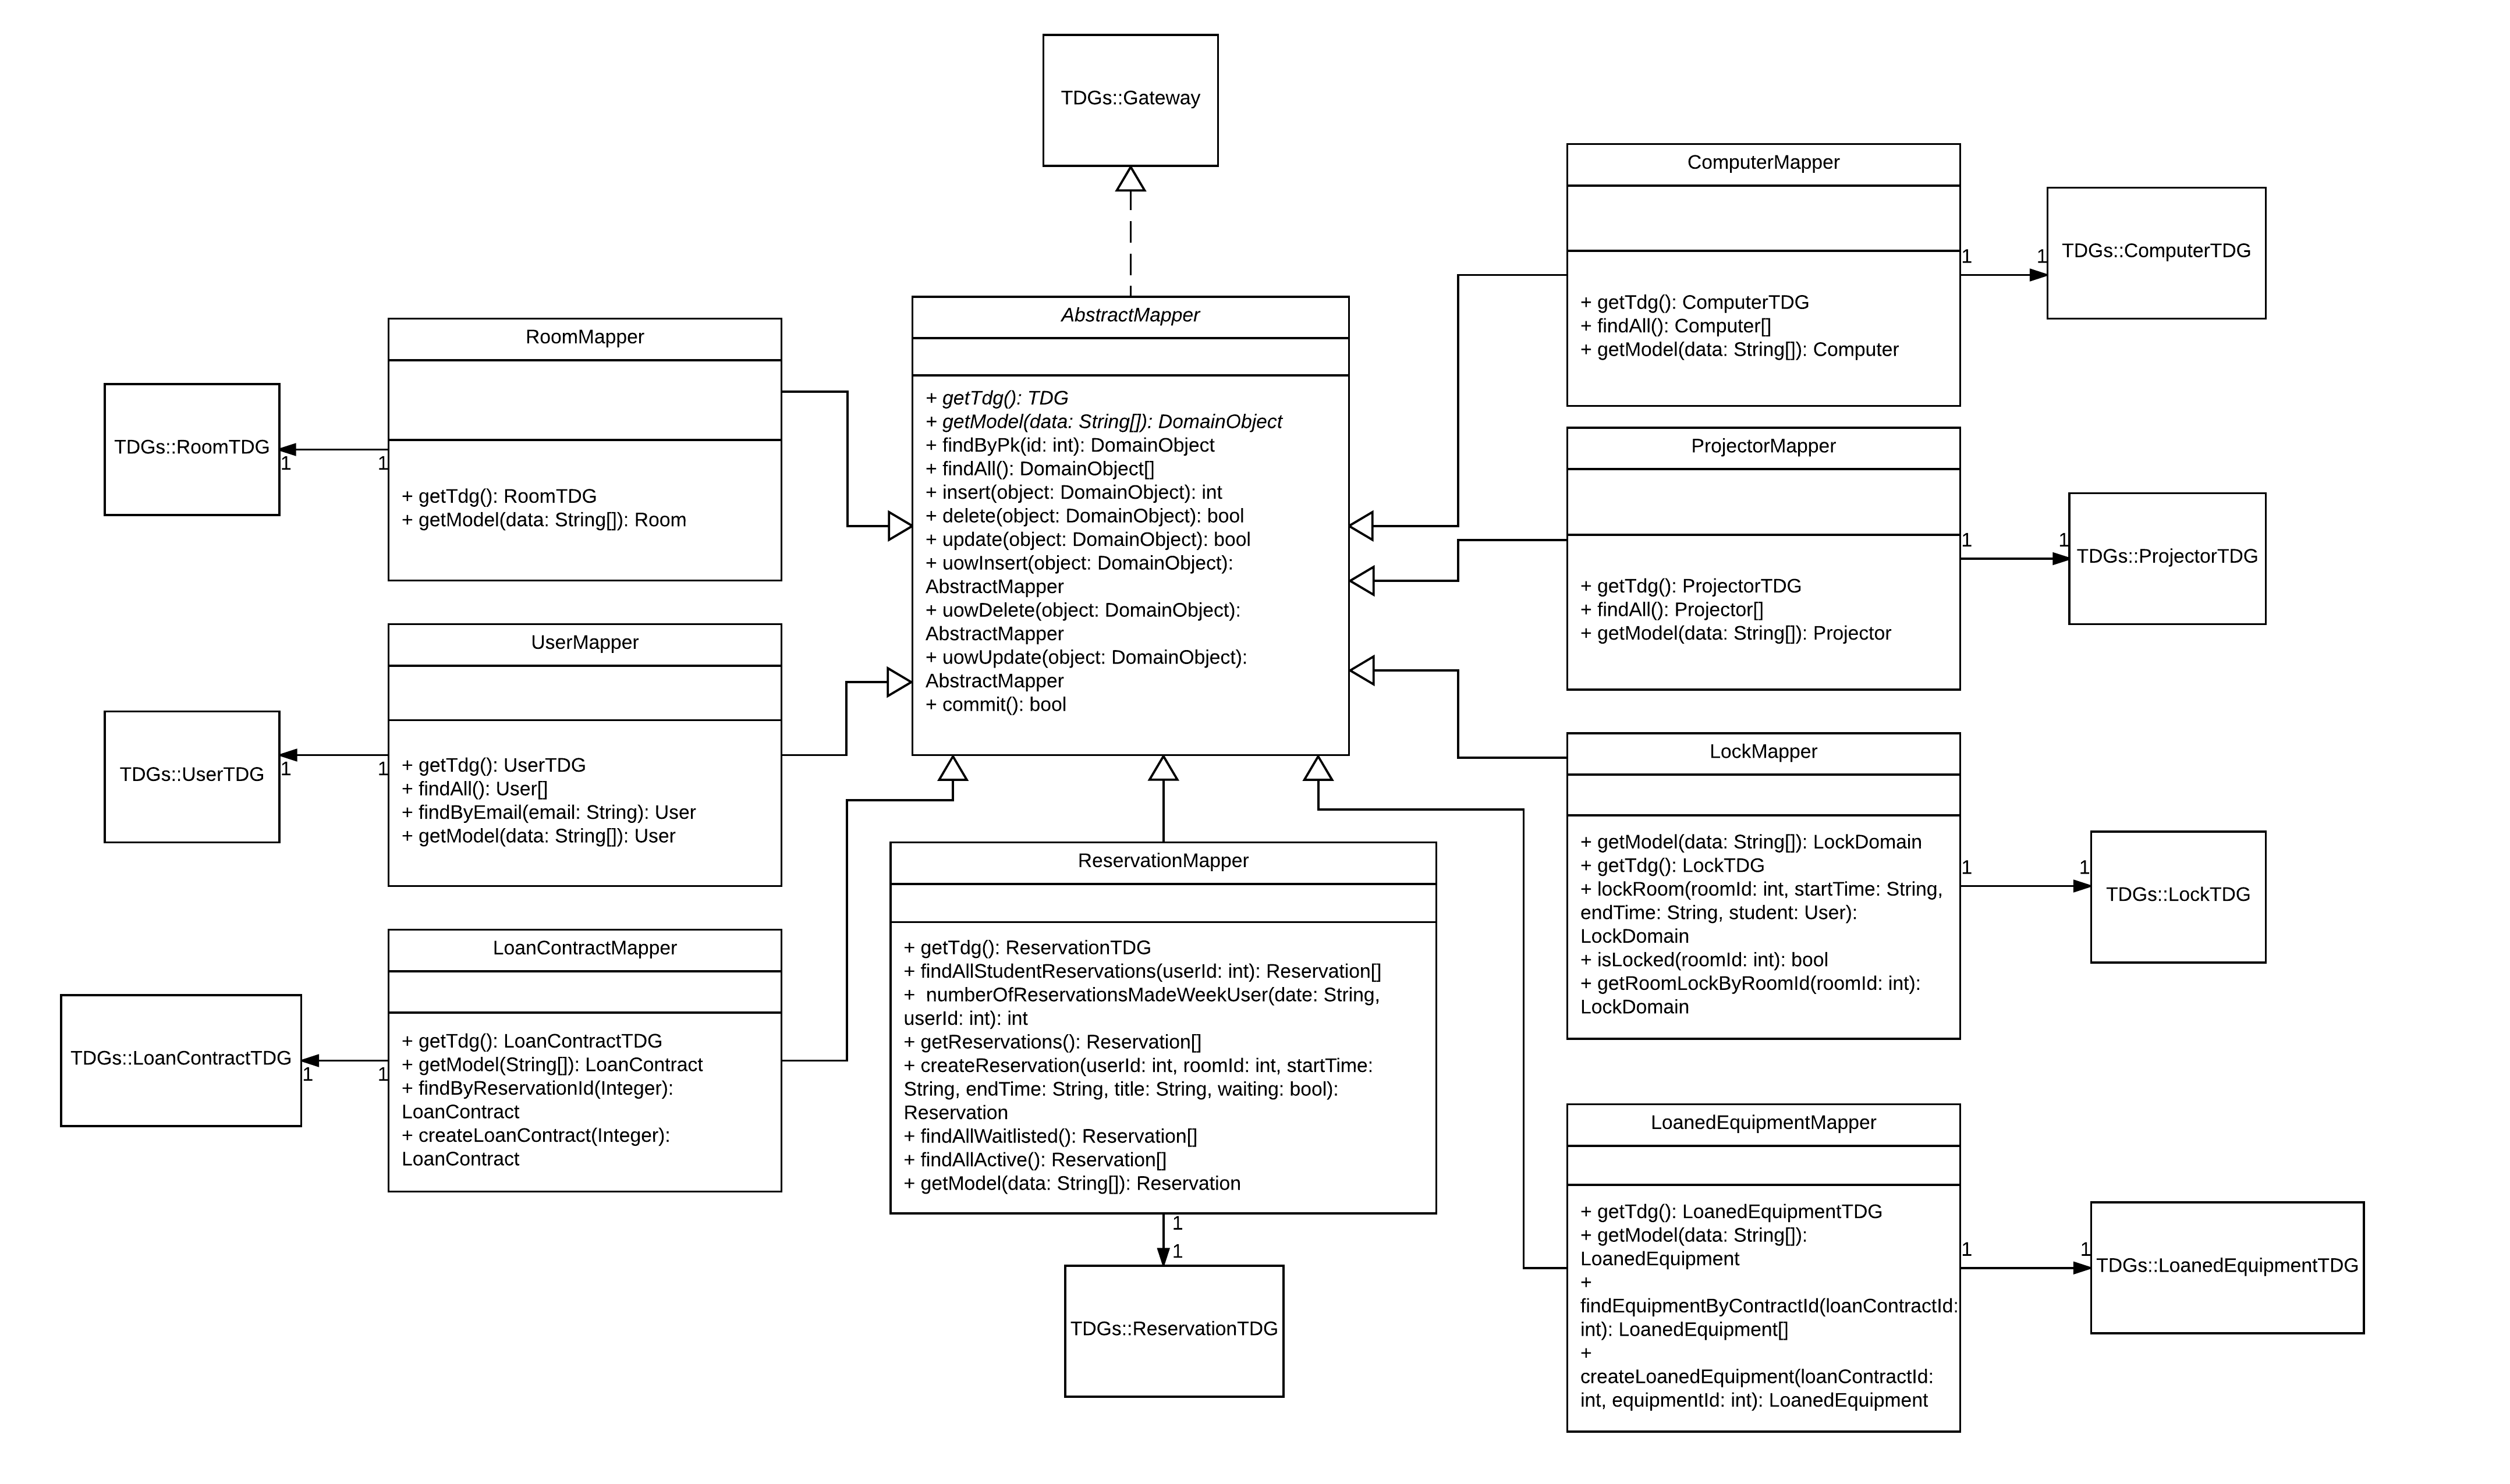 TDGs::Gateway
AbstractMapper
+ getTdg(): TDG
+ getModel(data: String[]): DomainObject
+ findByPk(id: int): DomainObject
+ findAll(): DomainObject[]
+ insert(object: DomainObject): int
+ delete(object: DomainObject): bool
+ update(object: DomainObject): bool
+ uowInsert(object: DomainObject):
AbstractMapper
+ uowDelete(object: DomainObject):
AbstractMapper
+ uowUpdate(object: DomainObject):
AbstractMapper
+ commit(): bool
RoomMapper
+ getTdg(): RoomTDG
+ getModel(data: String[]): Room
1
1
TDGs::RoomTDG
UserMapper
+ getTdg(): UserTDG
+ findAll(): User[]
+ findByEmail(email: String): User
+ getModel(data: String[]): User
1
1
TDGs::UserTDG
LoanContractMapper
+ getTdg(): LoanContractTDG
+ getModel(String[]): LoanContract
+ findByReservationId(Integer):
LoanContract
+ createLoanContract(Integer):
LoanContract
1
1
TDGs::LoanContractTDG
ReservationMapper
+ getTdg(): ReservationTDG
+ findAllStudentReservations(userId: int): Reservation[]
+  numberOfReservationsMadeWeekUser(date: String,
userId: int): int
+ getReservations(): Reservation[]
+ createReservation(userId: int, roomId: int, startTime:
String, endTime: String, title: String, waiting: bool):
Reservation
+ findAllWaitlisted(): Reservation[]
+ findAllActive(): Reservation[]
+ getModel(data: String[]): Reservation
1
1
TDGs::ReservationTDG
ComputerMapper
+ getTdg(): ComputerTDG
+ findAll(): Computer[]
+ getModel(data: String[]): Computer
1
1
TDGs::ComputerTDG
ProjectorMapper
+ getTdg(): ProjectorTDG
+ findAll(): Projector[]
+ getModel(data: String[]): Projector
1
1
TDGs::ProjectorTDG
LockMapper
+ getModel(data: String[]): LockDomain
+ getTdg(): LockTDG
+ lockRoom(roomId: int, startTime: String,
endTime: String, student: User):
LockDomain
+ isLocked(roomId: int): bool
+ getRoomLockByRoomId(roomId: int):
LockDomain
1
1
TDGs::LockTDG
LoanedEquipmentMapper
+ getTdg(): LoanedEquipmentTDG
+ getModel(data: String[]):
LoanedEquipment
+
findEquipmentByContractId(loanContractId:
int): LoanedEquipment[]
+
createLoanedEquipment(loanContractId:
int, equipmentId: int): LoanedEquipment
1
1
TDGs::LoanedEquipmentTDG